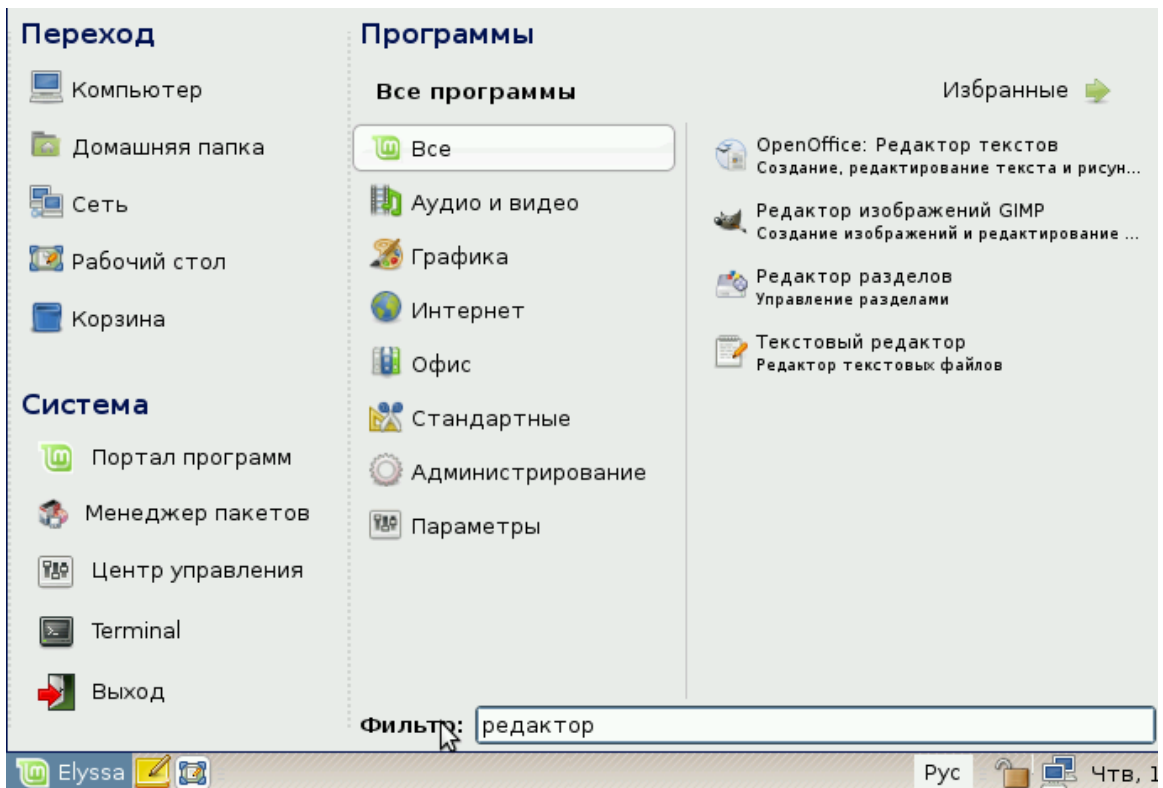 Переход
Компьютер
Домашняя папка
Сеть
Рабочий стол
Корзина
Система
Портал программ
Менеджер пакетов
Центр управления
Terminal
Выход
Программы
Все программы
Избранные
Все
Аудио и видео
Графика
Интернет
Офис
Стандартные
Администрирование
Параметры
OpenOffice: Редактор текстов
Создание, редактирование текста и рисун...
Редактор изображений GIMP
Создание изображений и редактирование ...
Редактор разделов
Управление разделами
Текстовый редактор
Редактор текстовых файлов
Фильтр: редактор
Elyssa
Рус
Чтв, 1